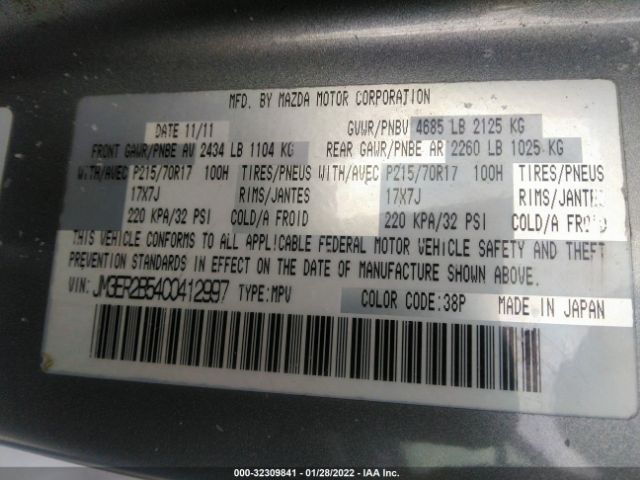 MFD. BY MAZDA MOTOR CORPORATION
DATE 11/11 GVWR/PNBV 4685 LB 2125 KG
FRONT GAWR/PNBE AV 2434 LB 1104 KG REAR GAWR/PNBE AR 2260 LB 1025 KG
WITH/AVEC P215/70R17 100H TIRES/PNEUS WITH/AVEC P215/70R17 100H TIRES/PNEUS
17X7J RIMS/JANTES 17X7J RIMS/JANTES
220 KPA/32 PSI COLD/A FROID 220 KPA/32 PSI COLD/A FROID
THIS VEHICLE CONFORMS TO ALL APPLICABLE FEDERAL MOTOR VEHICLE SAFETY AND THEFT
PREVENTION STANDARDS IN EFFECT ON THE DATE OF MANUFACTURE SHOWN ABOVE.
VIN: JM3ER2B54C0412997 TYPE:MPV COLOR CODE:38P MADE IN JAPAN
000-32309841 - 01/28/2022 - IAA Inc.